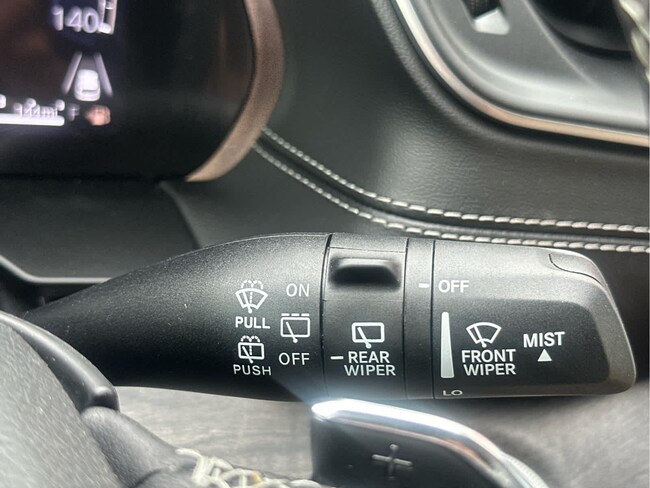 140
F
ON
PULL
OFF
PUSH
REAR
WIPER
OFF
FRONT
WIPER
MIST
LO
+